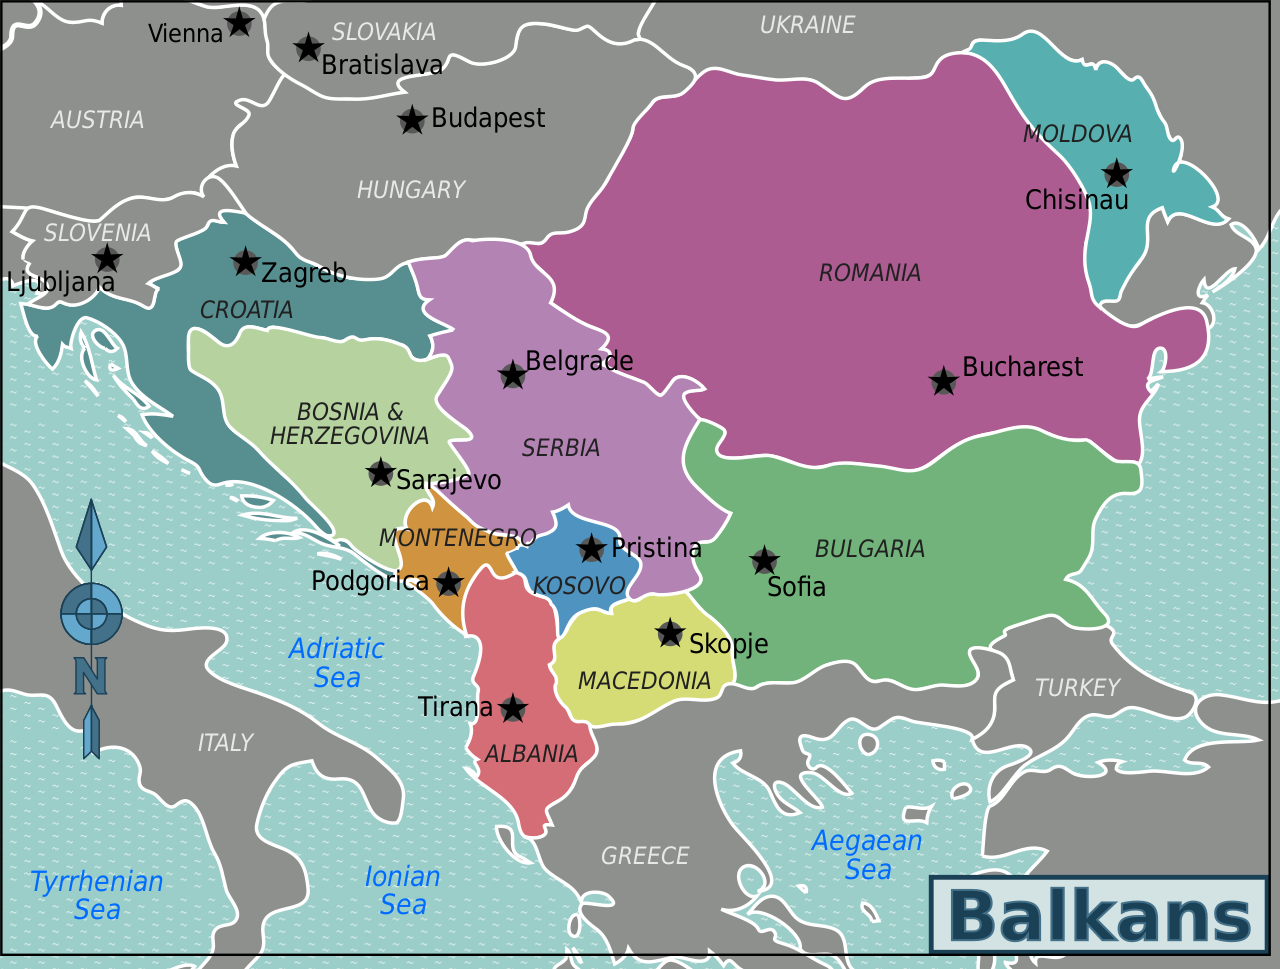 Vienna
SLOVAKIA
UKRAINE
Bratislava
AUSTRIA
Budapest
MOLDOVA
HUNGARY
Chisinau
SLOVENIA
Ljubljana
Zagreb
ROMANIA
CROATIA
Belgrade
Bucharest
BOSNIA &
HERZEGOVINA
SERBIA
Sarajevo
MONTENEGRO
Pristina
BULGARIA
Podgorica
KOSOVO
Sofia
Adriatic
Sea
Skopje
N
MACEDONIA
TURKEY
Tirana
ITALY
ALBANIA
GREECE
Aegaean
Sea
Tyrrhenian
Sea
Ionian
Sea
Balkans